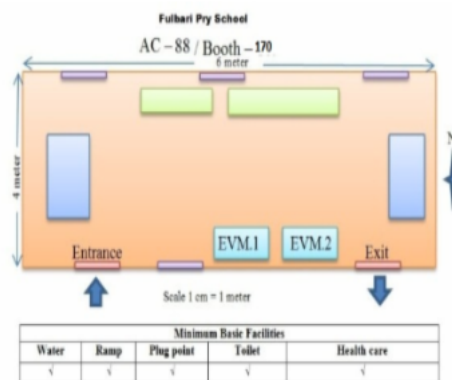 Fulbari Pry School
AC – 88 / Booth – 170
6 meter
4 meter
N
EVM.1 EVM.2
Entrance Exit
Scale 1 cm = 1 meter
Minimum Basic Facilities
Water Ramp Plug point Toilet Health care
√ √ √ √ √